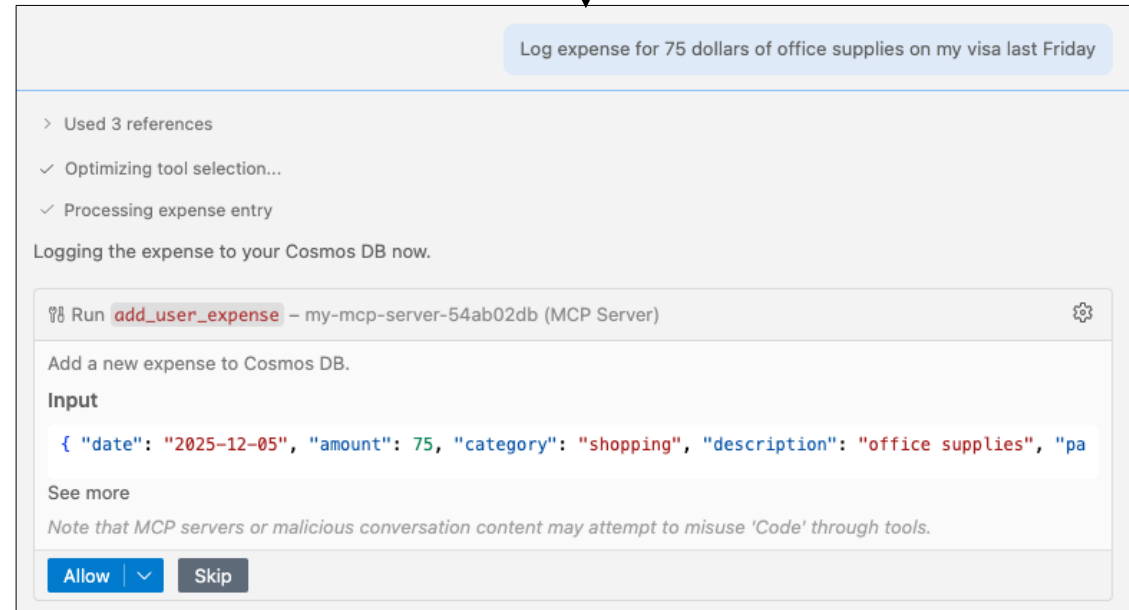 Log expense for 75 dollars of office supplies on my visa last Friday
Used 3 references
Optimizing tool selection...
Processing expense entry
Logging the expense to your Cosmos DB now.
Run add_user_expense – my-mcp-server-54ab02db (MCP Server)
Add a new expense to Cosmos DB.
Input
{ "date": "2025-12-05", "amount": 75, "category": "shopping", "description": "office supplies", "pa
See more
Note that MCP servers or malicious conversation content may attempt to misuse 'Code' through tools.
Allow Skip